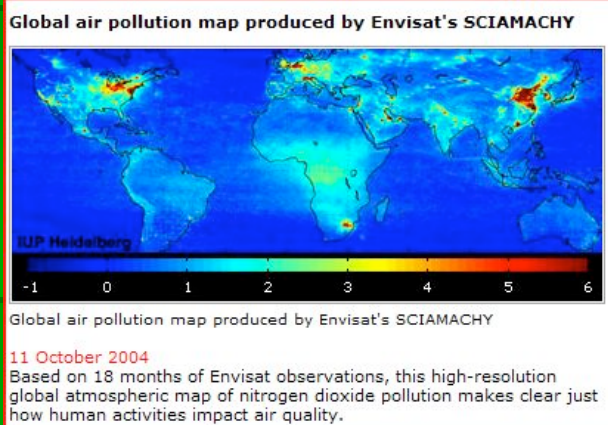 Global air pollution map produced by Envisat's SCIAMACHY
IUP Heidelberg
-1 0 1 2 3 4 5 6
Global air pollution map produced by Envisat's SCIAMACHY
11 October 2004
Based on 18 months of Envisat observations, this high-resolution
global atmospheric map of nitrogen dioxide pollution makes clear just
how human activities impact air quality.